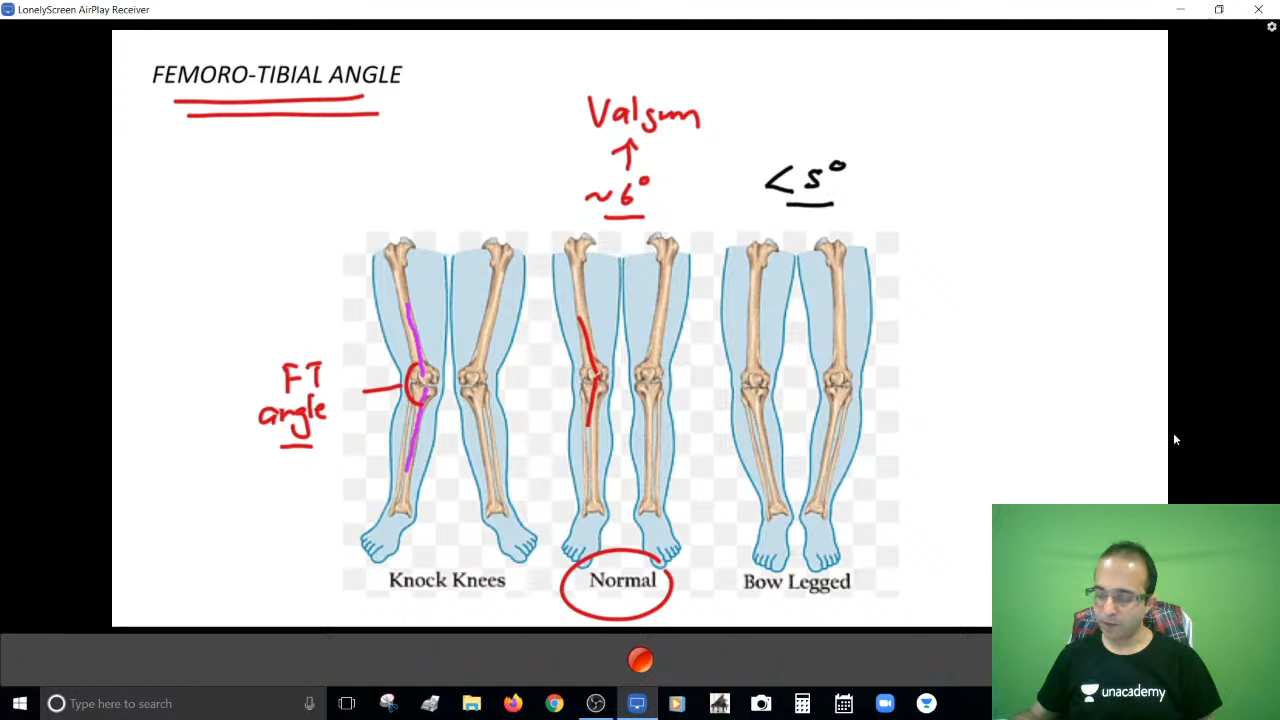 LonelyScreen AirPlay Receiver
FEMORO-TIBIAL ANGLE
Valgum
~6°
<5°
FT
angle
Knock Knees
Normal
Bow Legged
unacademy
Type here to search